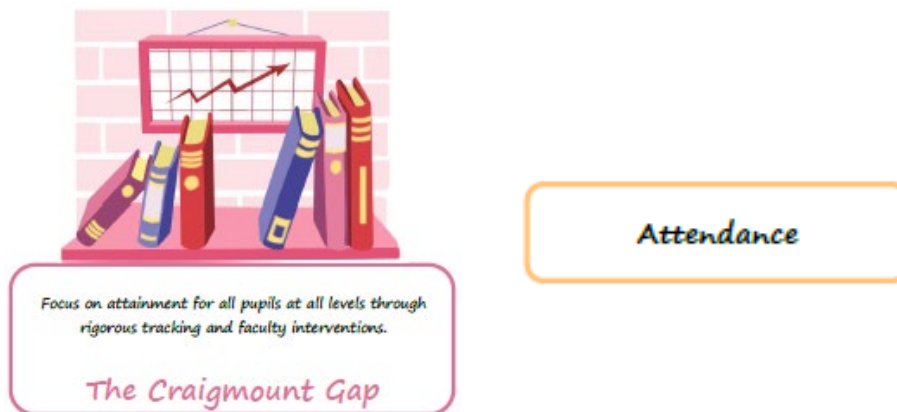 Focus on attainment for all pupils at all levels through
rigorous tracking and faculty interventions.
The Craigmount Gap
Attendance